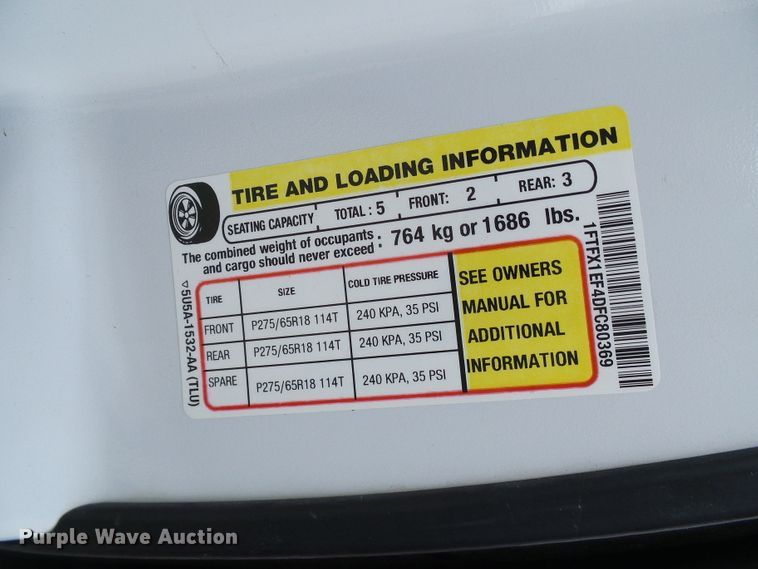 TIRE AND LOADING INFORMATION
SEATING CAPACITY TOTAL : 5 FRONT: 2 REAR: 3
The combined weight of occupants and cargo should never exceed : 764 kg or 1686 lbs.
TIRE SIZE COLD TIRE PRESSURE
FRONT P275/65R18 114T 240 KPA, 35 PSI
REAR P275/65R18 114T 240 KPA, 35 PSI
SPARE P275/65R18 114T 240 KPA, 35 PSI
SEE OWNERS
MANUAL FOR
ADDITIONAL
INFORMATION
5U5A-1532-AA (TLU)
1FTFX1EF4DFC80369
Purple Wave Auction